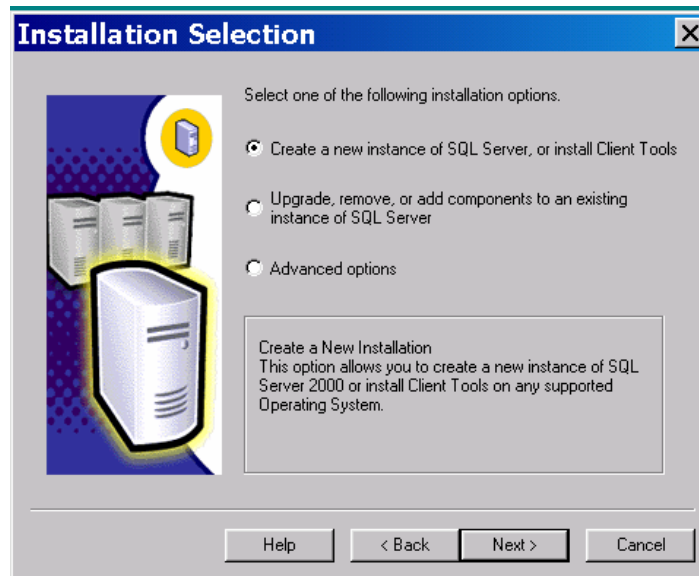 Installation Selection
Select one of the following installation options.
Create a new instance of SQL Server, or install Client Tools
Upgrade, remove, or add components to an existing
instance of SQL Server
Advanced options
Create a New Installation
This option allows you to create a new instance of SQL
Server 2000 or install Client Tools on any supported
Operating System.
Help
< Back
Next >
Cancel